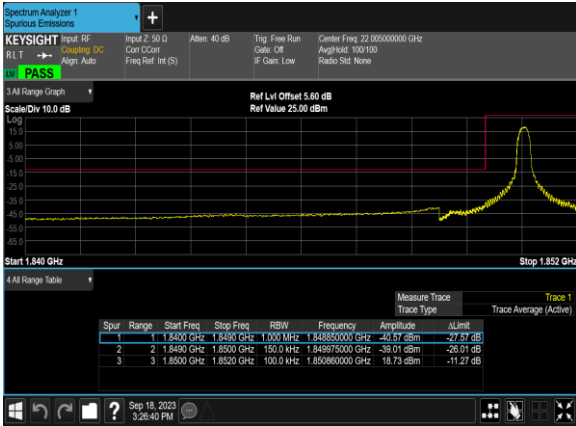 Spectrum Analyzer 1
Spurious Emissions
+
KEYSIGHT Input: RF Input Z: 50 Ω Atten: 40 dB Trig: Free Run Center Freq: 22.005000000 GHz
RLT Coupling: DC Corr CCorr Gate: Off Avg|Hold: 100/100
Align: Auto Freq Ref: Int (S) IF Gain: Low Radio Std: None
LXI PASS
3 All Range Graph
Ref Lvl Offset 5.60 dB
Scale/Div 10.0 dB Ref Value 25.00 dBm
Log
15.0
5.00
-5.00
-15.0
-25.0
-35.0
-45.0
-55.0
-65.0
Start 1.840 GHz Stop 1.852 GHz
4 All Range Table
Measure Trace Trace 1
Trace Type Trace Average (Active)
Spur Range Start Freq Stop Freq RBW Frequency Amplitude ΔLimit
1 1 1.8400 GHz 1.8490 GHz 1.000 MHz 1.848850000 GHz -40.57 dBm -27.57 dB
2 2 1.8490 GHz 1.8500 GHz 150.0 kHz 1.849975000 GHz -39.01 dBm -26.01 dB
3 3 1.8500 GHz 1.8520 GHz 100.0 kHz 1.850860000 GHz 18.73 dBm -11.27 dB
?
Sep 18, 2023
3:26:40 PM